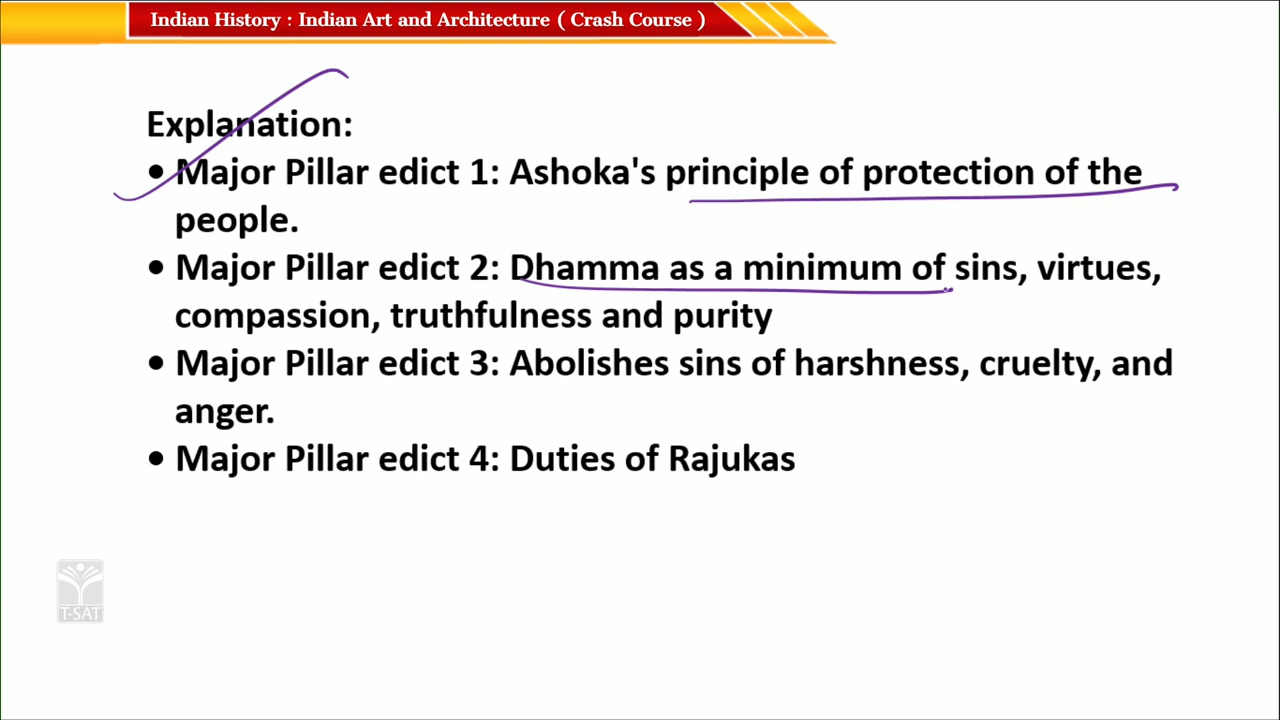 Indian History : Indian Art and Architecture ( Crash Course )
Explanation:
• Major Pillar edict 1: Ashoka's principle of protection of the
people.
• Major Pillar edict 2: Dhamma as a minimum of sins, virtues,
compassion, truthfulness and purity
• Major Pillar edict 3: Abolishes sins of harshness, cruelty, and
anger.
• Major Pillar edict 4: Duties of Rajukas
T-SAT